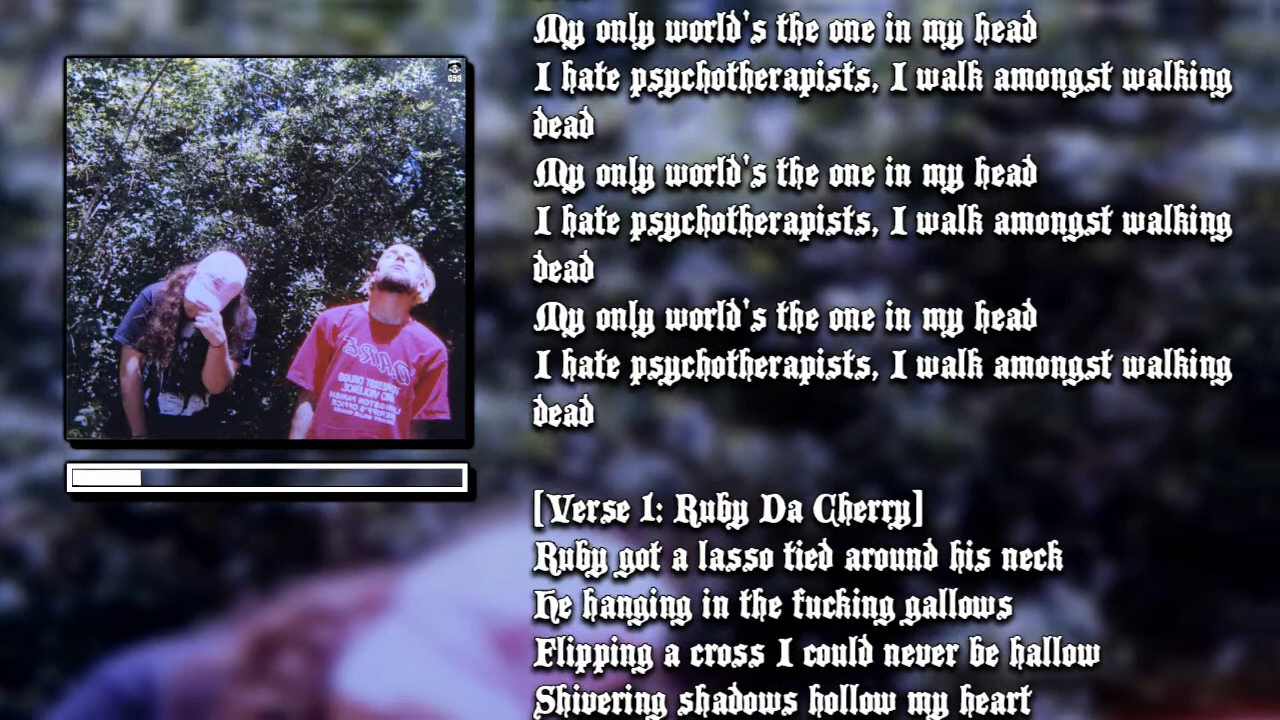 My only world's the one in my head
I hate psychotherapists, I walk amongst walking
dead
My only world's the one in my head
I hate psychotherapists, I walk amongst walking
dead
My only world's the one in my head
I hate psychotherapists, I walk amongst walking
dead
[Verse 1: Ruby Da Cherry]
Ruby got a lasso tied around his neck
He hanging in the fucking gallows
Flipping a cross I could never be hallow
Shivering shadows hollow my heart
G59
DARE